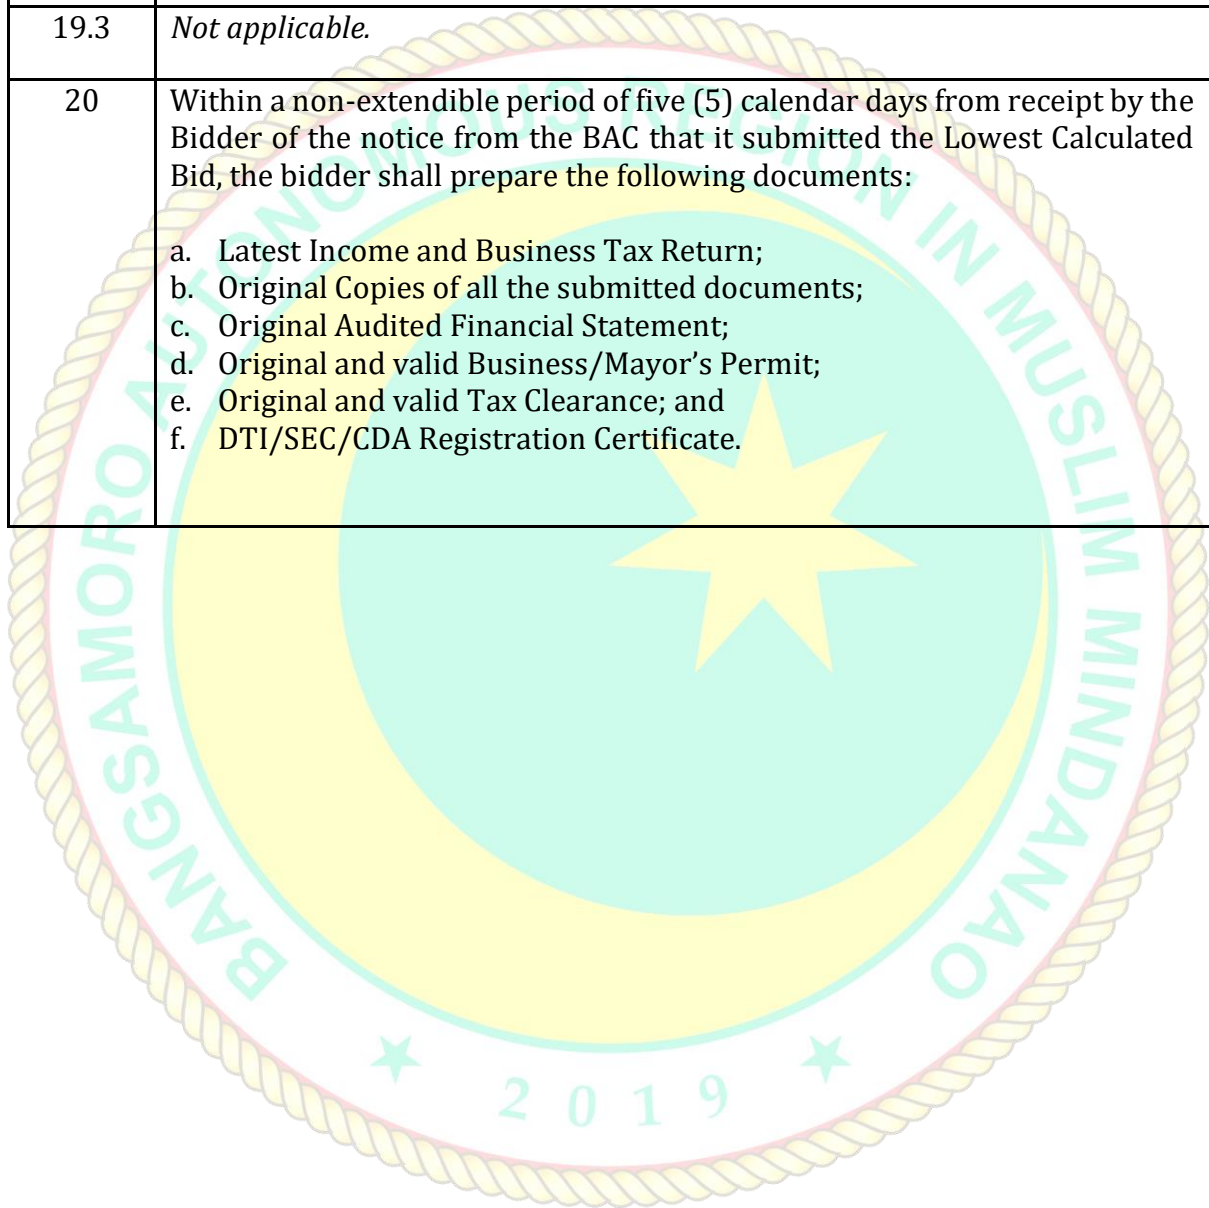 19.3 Not applicable.
20 Within a non-extendible period of five (5) calendar days from receipt by the
Bidder of the notice from the BAC that it submitted the Lowest Calculated
Bid, the bidder shall prepare the following documents:
a. Latest Income and Business Tax Return;
b. Original Copies of all the submitted documents;
c. Original Audited Financial Statement;
d. Original and valid Business/Mayor’s Permit;
e. Original and valid Tax Clearance; and
f. DTI/SEC/CDA Registration Certificate.
BANGSAMORO AUTONOMOUS REGION IN MUSLIM MINDANAO
2019